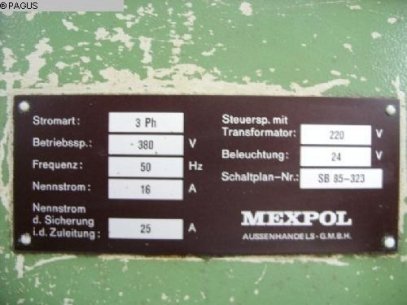 © PAGUS
Stromart: 3 Ph
Betriebssp.: 380 V
Frequenz: 50 Hz
Nennstrom: 16 A
Nennstrom
d. Sicherung
i.d. Zuleitung: 25 A
Steuersp. mit
Transformator: 220 V
Beleuchtung: 24 V
Schaltplan-Nr.: SB 85-323
MEXPOL
AUSSENHANDELS-G.M.B.H.